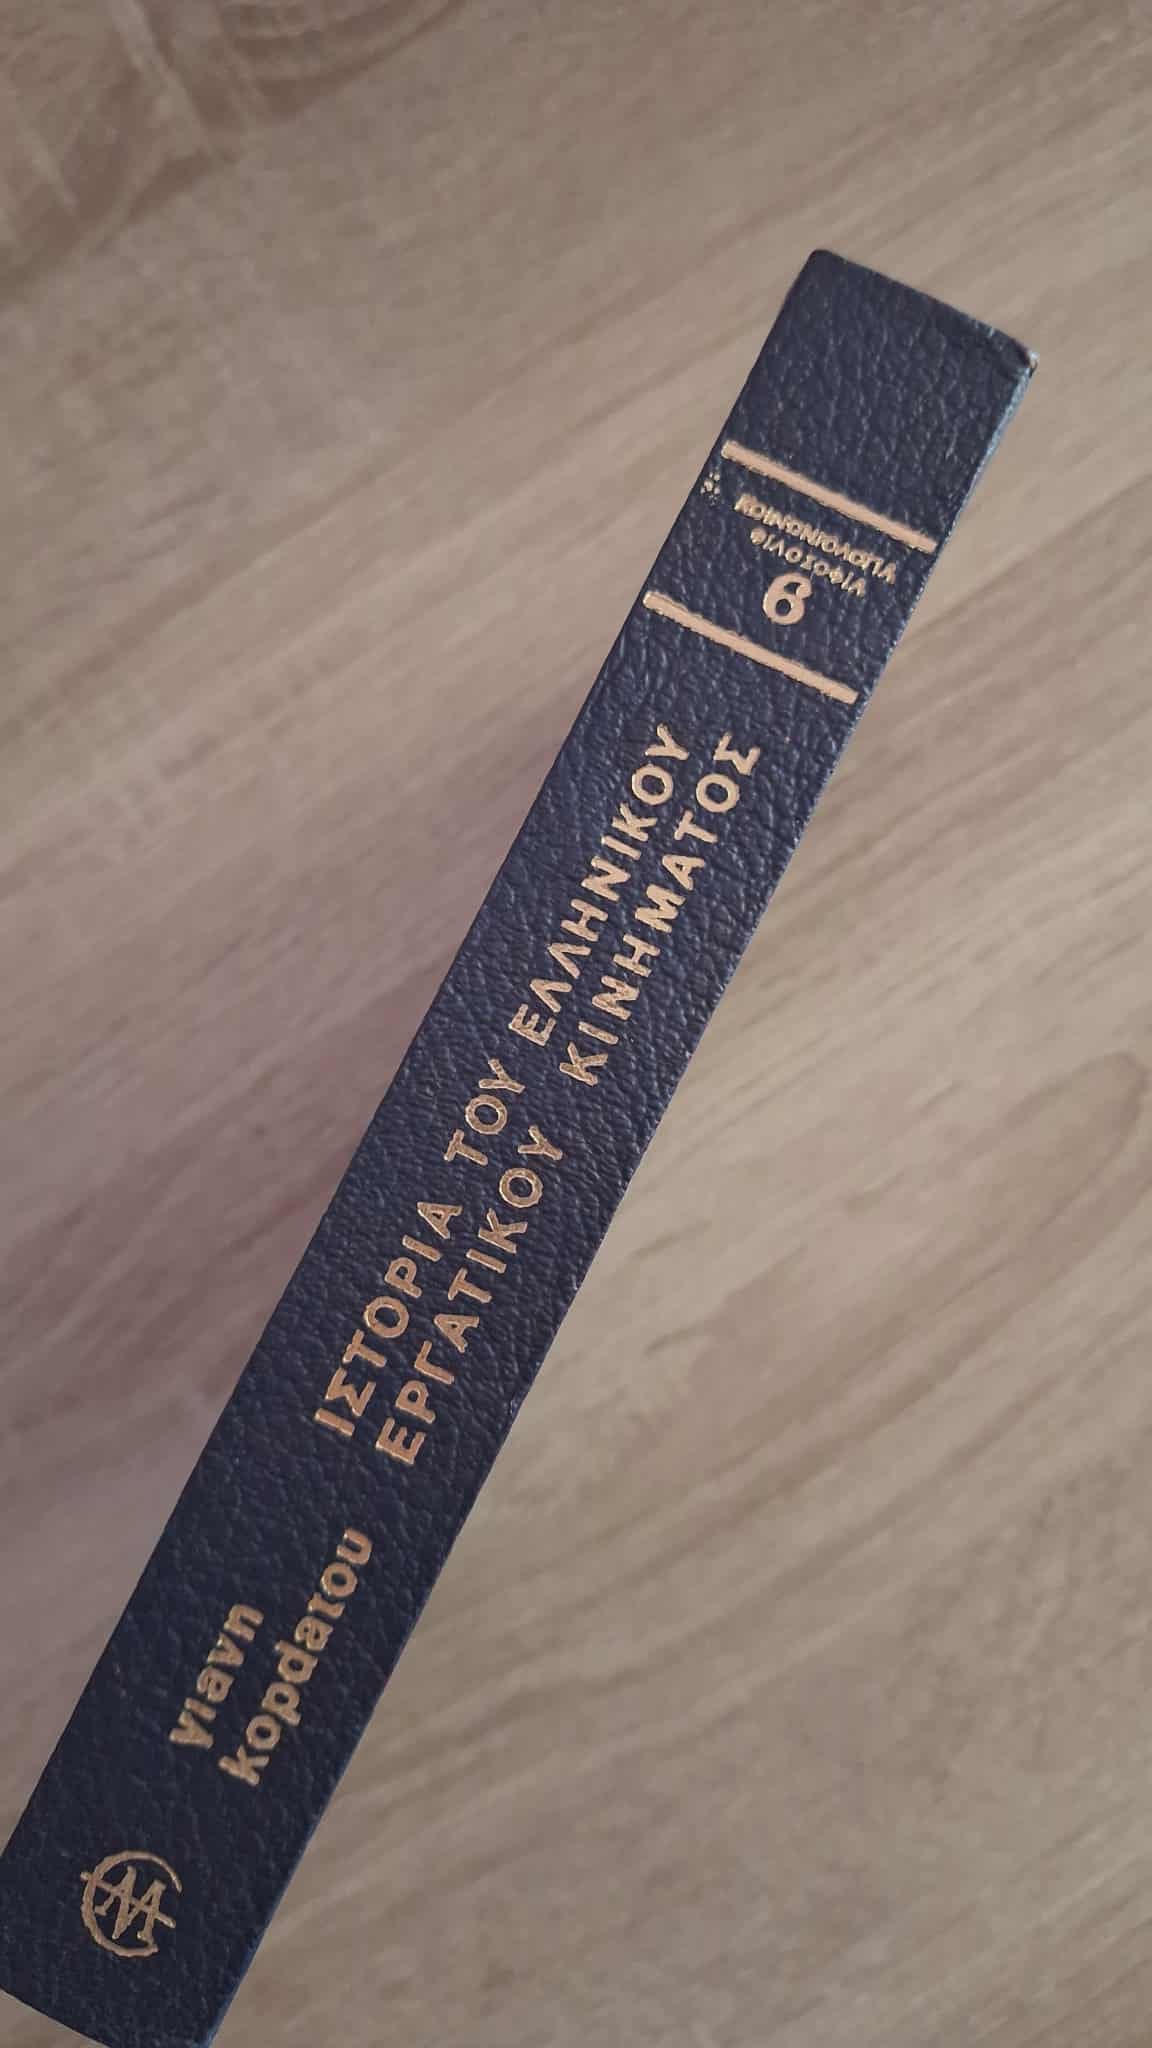 ΚΟΙΝΩΝΙΟΛΟΓΙΑ
ΦΙΛΟΣΟΦΙΑ
6
ΙΣΤΟΡΙΑ ΤΟΥ ΕΛΛΗΝΙΚΟΥ
ΕΡΓΑΤΙΚΟΥ ΚΙΝΗΜΑΤΟΣ
γιανη
κορδατου